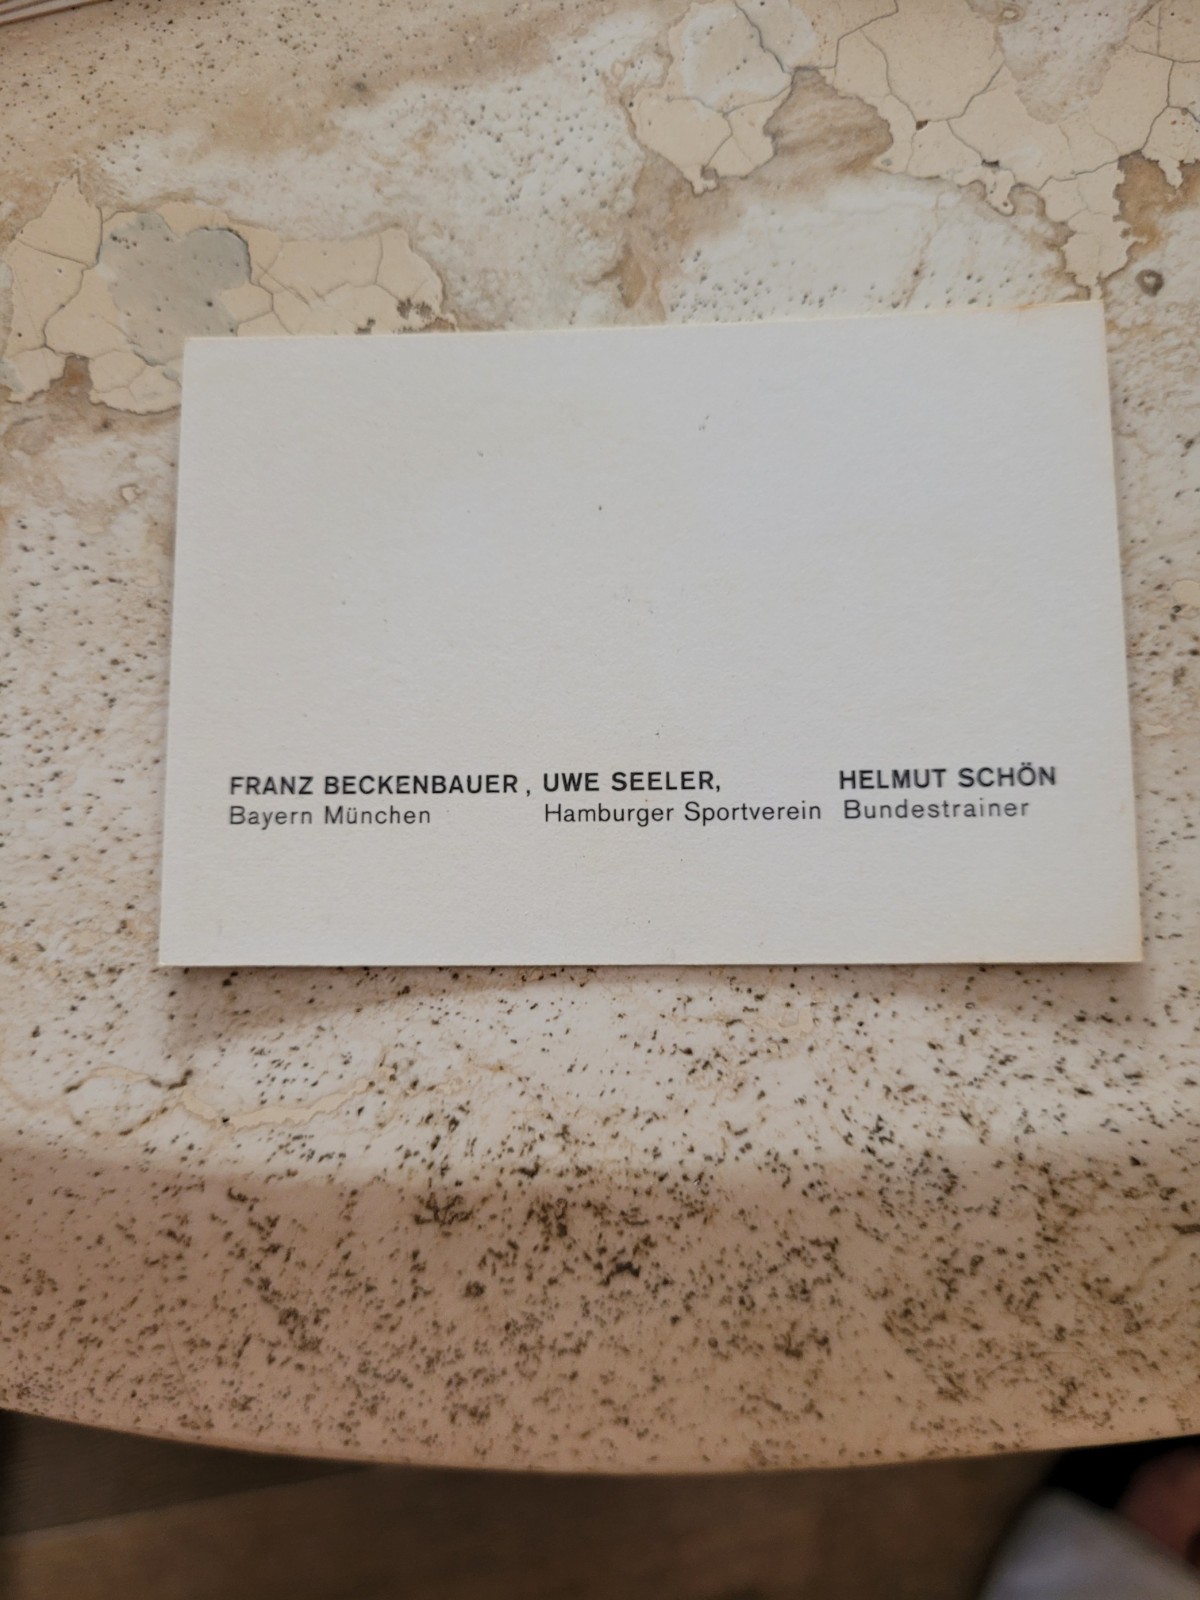 FRANZ BECKENBAUER, UWE SEELER, HELMUT SCHÖN
Bayern München Hamburger Sportverein Bundestrainer